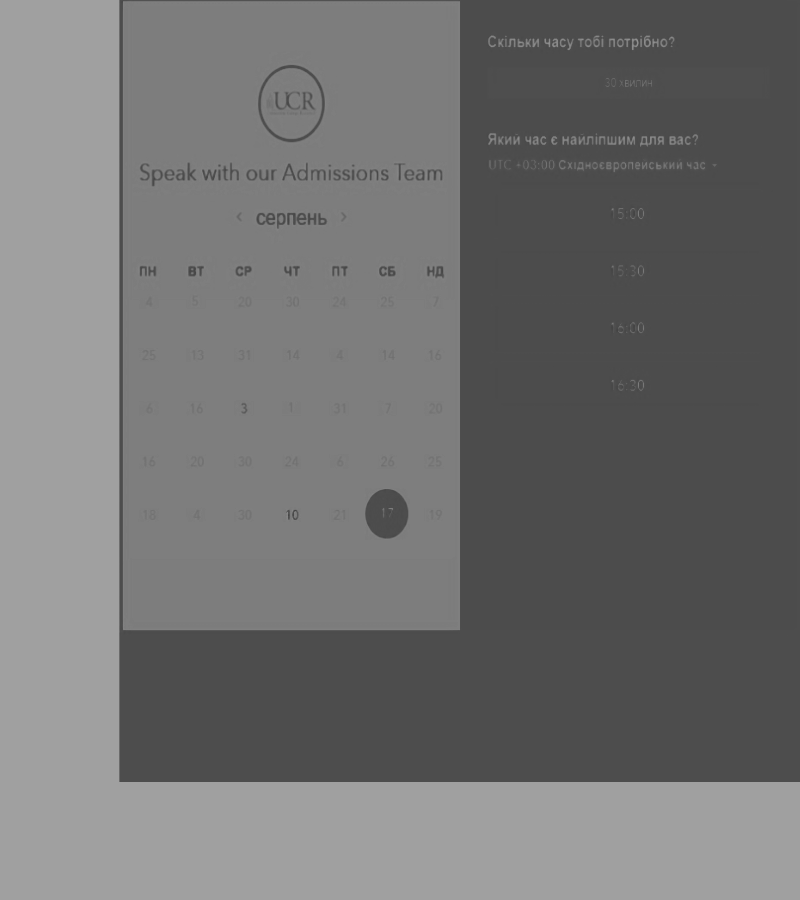 UCR
Speak with our Admissions Team
‹ серпень ›
ПН ВТ СР ЧТ ПТ СБ НД
4 5 20 30 24 25 7
25 13 31 14 4 14 16
6 16 3 1 31 7 20
16 20 30 24 6 26 25
18 4 30 10 21 17 19
Скільки часу тобі потрібно?
30 хвилин
Який час є найліпшим для вас?
UTC +03:00 Східноєвропейський час
15:00
15:30
16:00
16:30